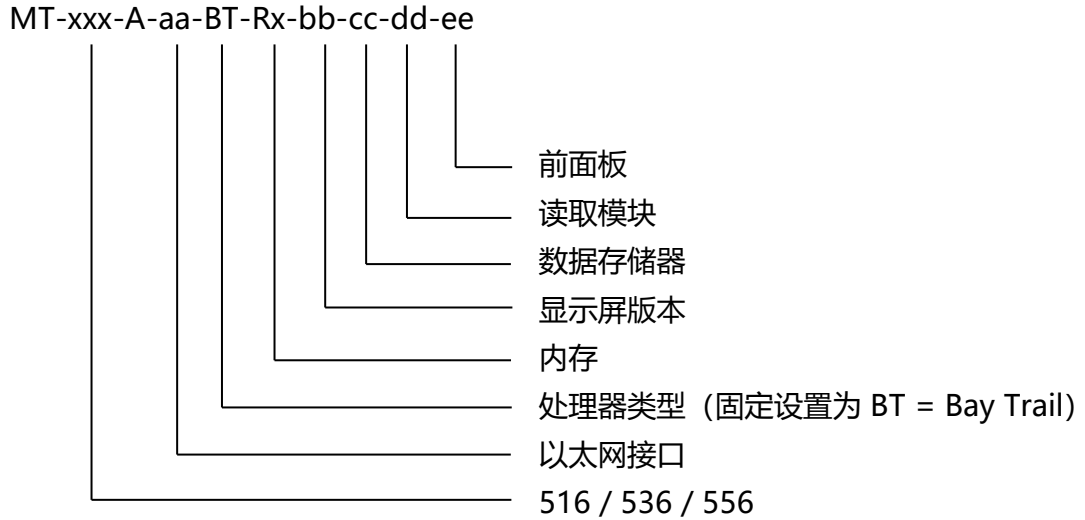 MT-xxx-A-aa-BT-Rx-bb-cc-dd-ee
前面板
读取模块
数据存储器
显示屏版本
内存
处理器类型（固定设置为 BT = Bay Trail）
以太网接口
516 / 536 / 556